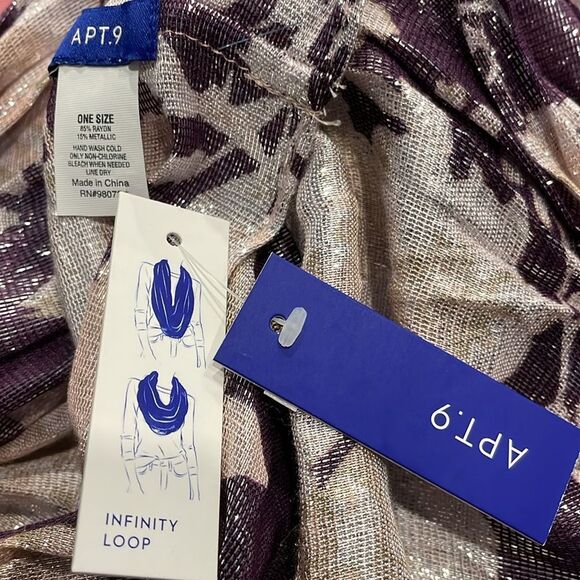 APT.9
ONE SIZE
85% RAYON
15% METALLIC
HAND WASH COLD
ONLY NON-CHLORINE
BLEACH WHEN NEEDED
LINE DRY
Made in China
INFINITY
LOOP
APT.9